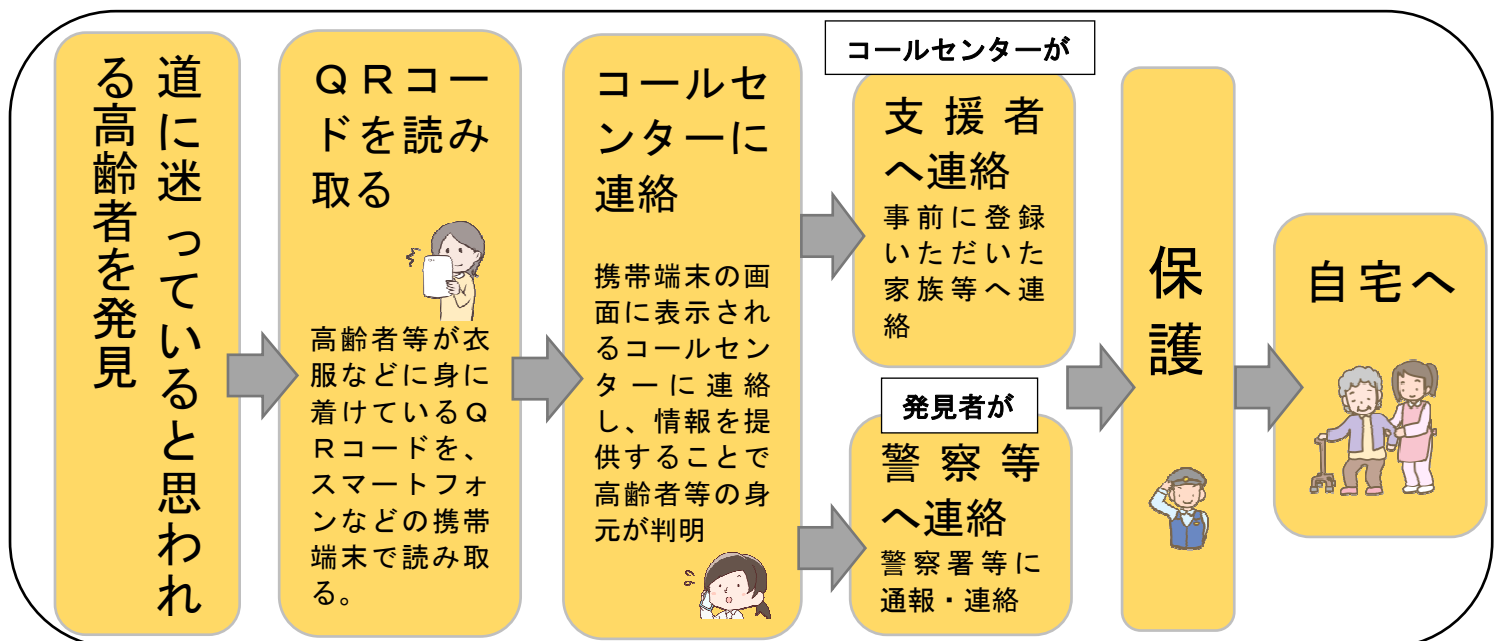 道に迷っていると思われ
る高齢者を発見
ＱＲコー
ドを読み
取る
高齢者等が衣
服などに身に
着けているＱ
Ｒコードを、
スマートフォ
ンなどの携帯
端末で読み取
る。
コールセ
ンターに
連絡
携帯端末の画
面に表示され
るコールセン
ターに連絡
し、情報を提
供することで
高齢者等の身
元が判明
コールセンターが
支援者
へ連絡
事前に登録
いただいた
家族等へ連
絡
発見者が
警察等
へ連絡
警察署等に
通報・連絡
保護
自宅へ